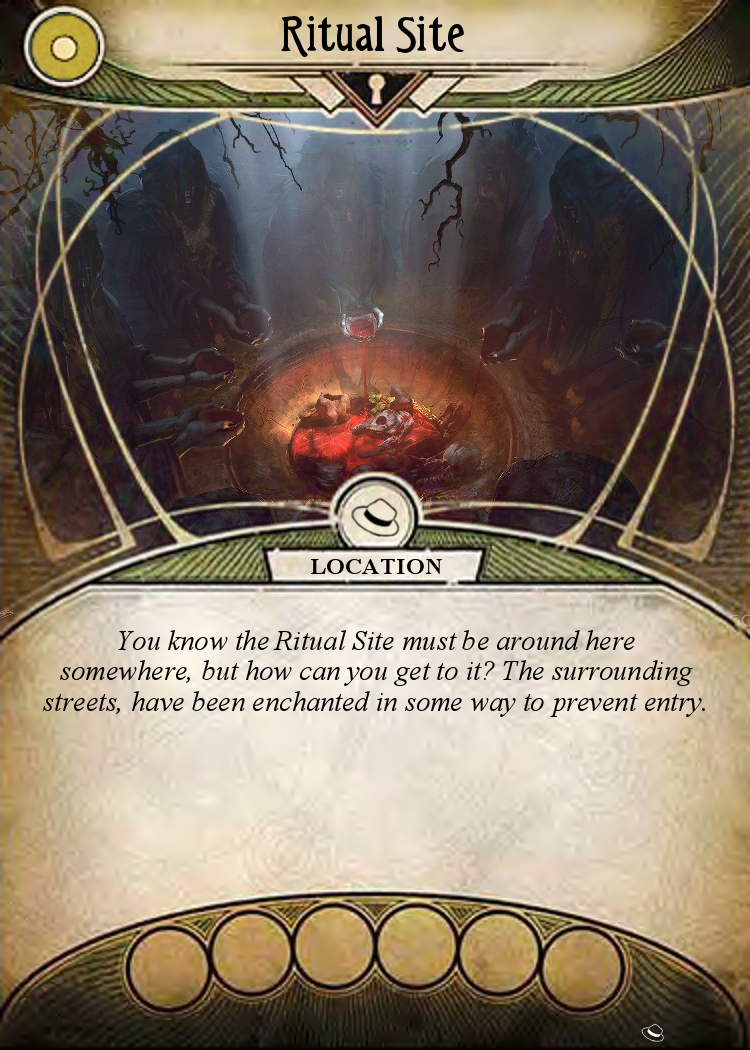 Ritual Site
LOCATION
You know the Ritual Site must be around here
somewhere, but how can you get to it? The surrounding
streets, have been enchanted in some way to prevent entry.